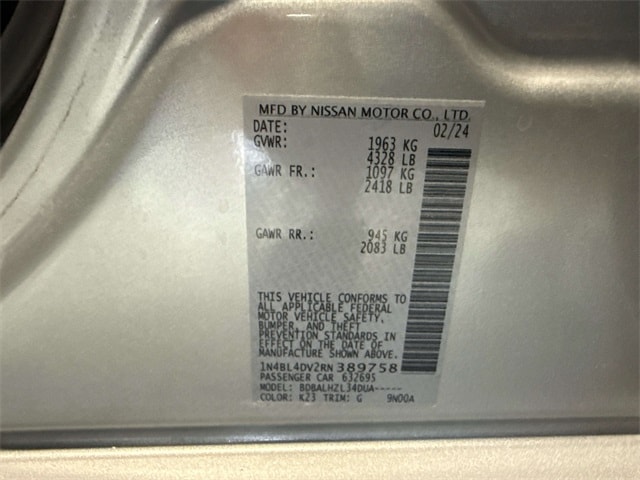 MFD BY NISSAN MOTOR CO., LTD.
DATE: 02/24
GVWR: 1963 KG
4328 LB
GAWR FR.: 1097 KG
2418 LB
GAWR RR.: 945 KG
2083 LB
THIS VEHICLE CONFORMS TO
ALL APPLICABLE FEDERAL
MOTOR VEHICLE SAFETY,
BUMPER, AND THEFT
PREVENTION STANDARDS IN
EFFECT ON THE DATE OF
MANUFACTURE SHOWN ABOVE.
1N4BL4DV2RN389758
PASSENGER CAR 632695
MODEL: BDBALHZL34DUA-----
COLOR: K23 TRIM: G 9N00A